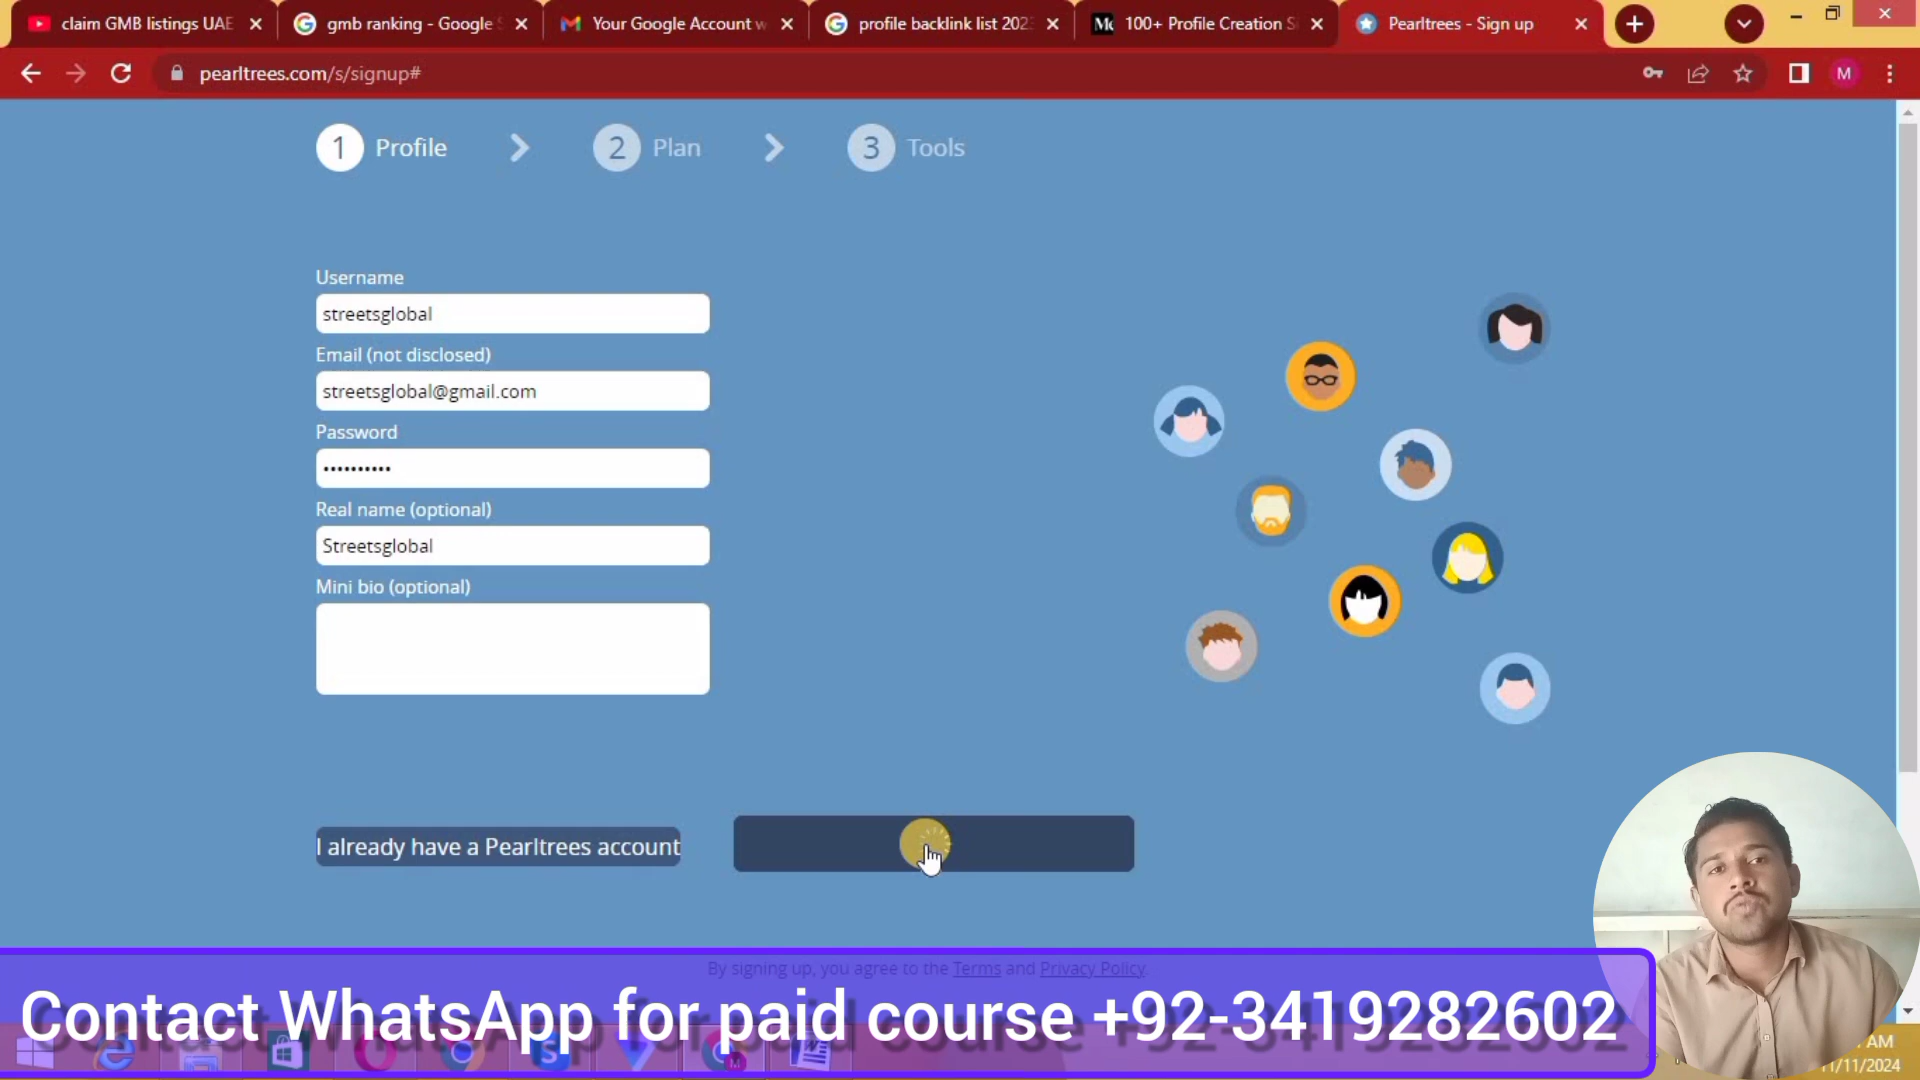 claim GMB listings UAE
gmb ranking - Google S
Your Google Account w
profile backlink list 202
100+ Profile Creation S
Pearltrees - Sign up
pearltrees.com/s/signup#
M
1 Profile
2 Plan
3 Tools
Username
streetsglobal
Email (not disclosed)
streetsglobal@gmail.com
Password
Real name (optional)
Streetsglobal
Mini bio (optional)
I already have a Pearltrees account
By signing up, you agree to the Terms and Privacy Policy.
Contact WhatsApp for paid course +92-3419282602
AM
11/11/2024